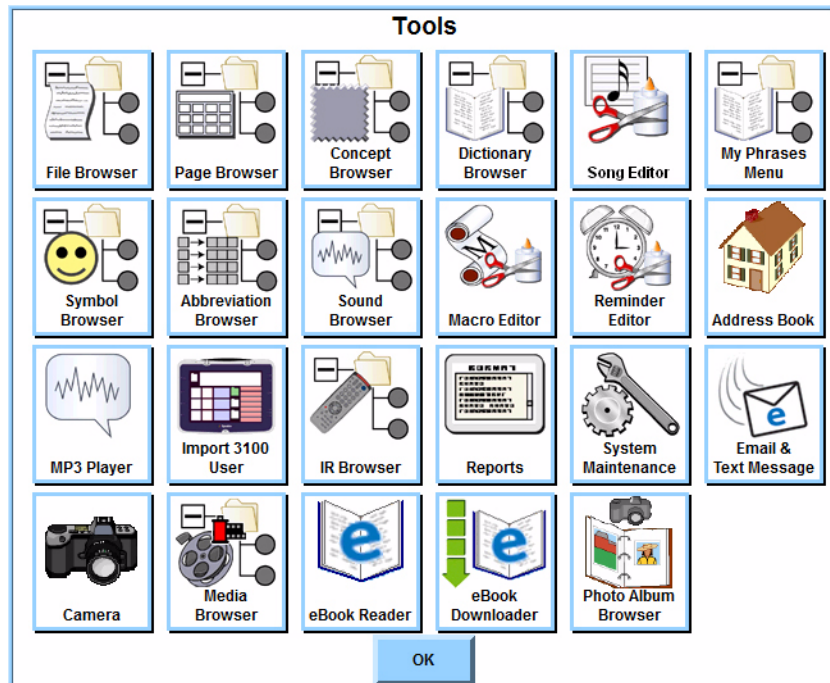 Tools
File Browser
Page Browser
Concept
Browser
Dictionary
Browser
Song Editor
My Phrases
Menu
Symbol
Browser
Abbreviation
Browser
Sound
Browser
M
Macro Editor
Reminder
Editor
Address Book
MP3 Player
Import 3100
User
IR Browser
Reports
System
Maintenance
e
Email &
Text Message
Camera
Media
Browser
e
eBook Reader
e
eBook
Downloader
Photo Album
Browser
OK